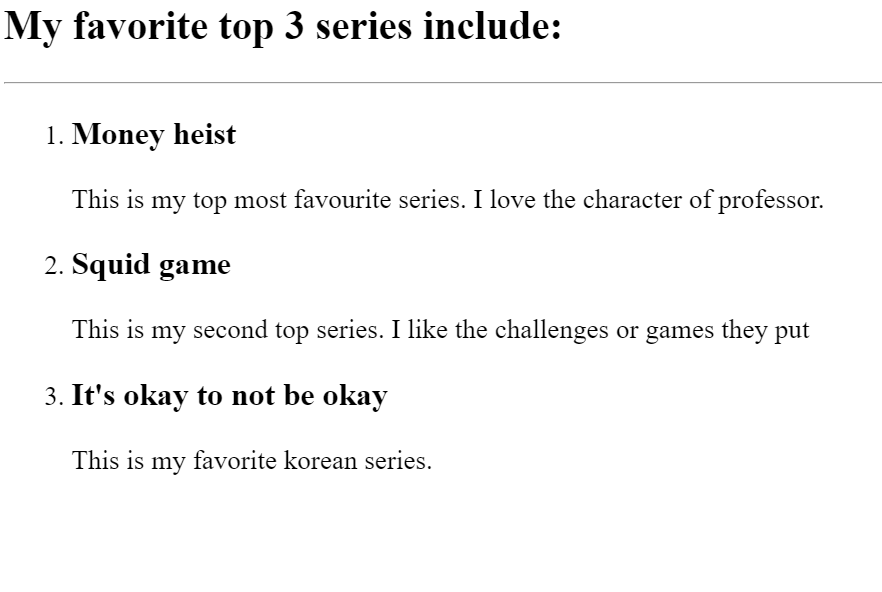 My favorite top 3 series include:
1. Money heist
This is my top most favourite series. I love the character of professor.
2. Squid game
This is my second top series. I like the challenges or games they put
3. It's okay to not be okay
This is my favorite korean series.